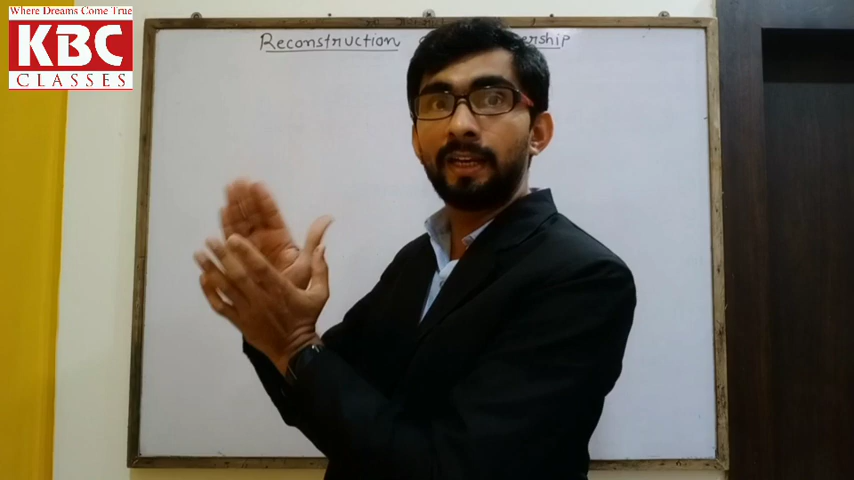 Where Dreams Come True
KBC
CLASSES
Reconstruction ership